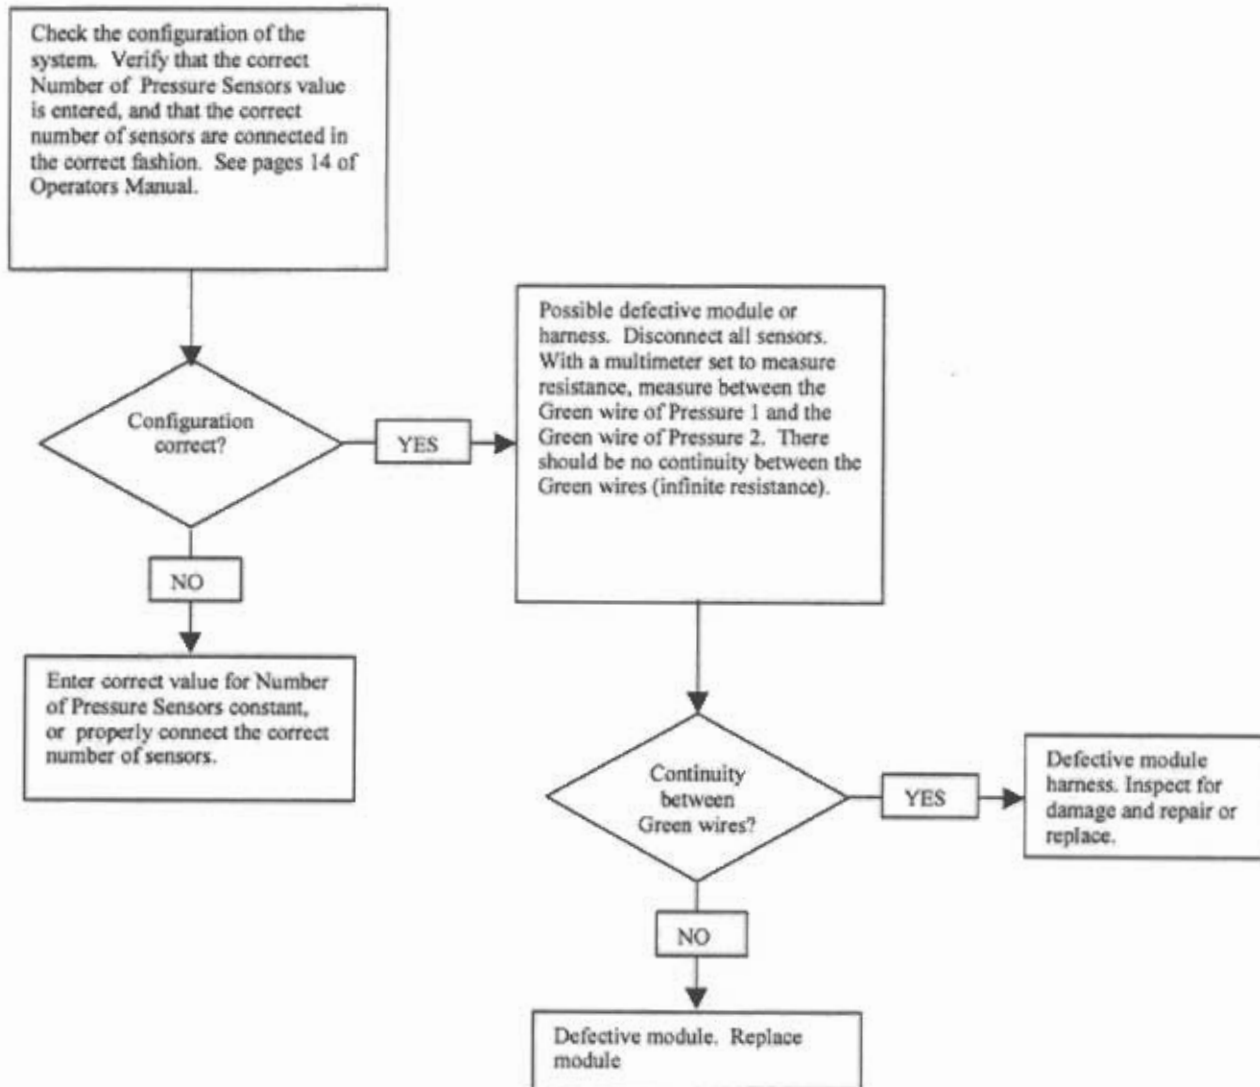 Check the configuration of the
system. Verify that the correct
Number of Pressure Sensors value
is entered, and that the correct
number of sensors are connected in
the correct fashion. See pages 14 of
Operators Manual.
Configuration
correct?
YES
NO
Enter correct value for Number
of Pressure Sensors constant,
or properly connect the correct
number of sensors.
Possible defective module or
harness. Disconnect all sensors.
With a multimeter set to measure
resistance, measure between the
Green wire of Pressure 1 and the
Green wire of Pressure 2. There
should be no continuity between the
Green wires (infinite resistance).
Continuity
between
Green wires?
YES
Defective module
harness. Inspect for
damage and repair or
replace.
NO
Defective module. Replace
module